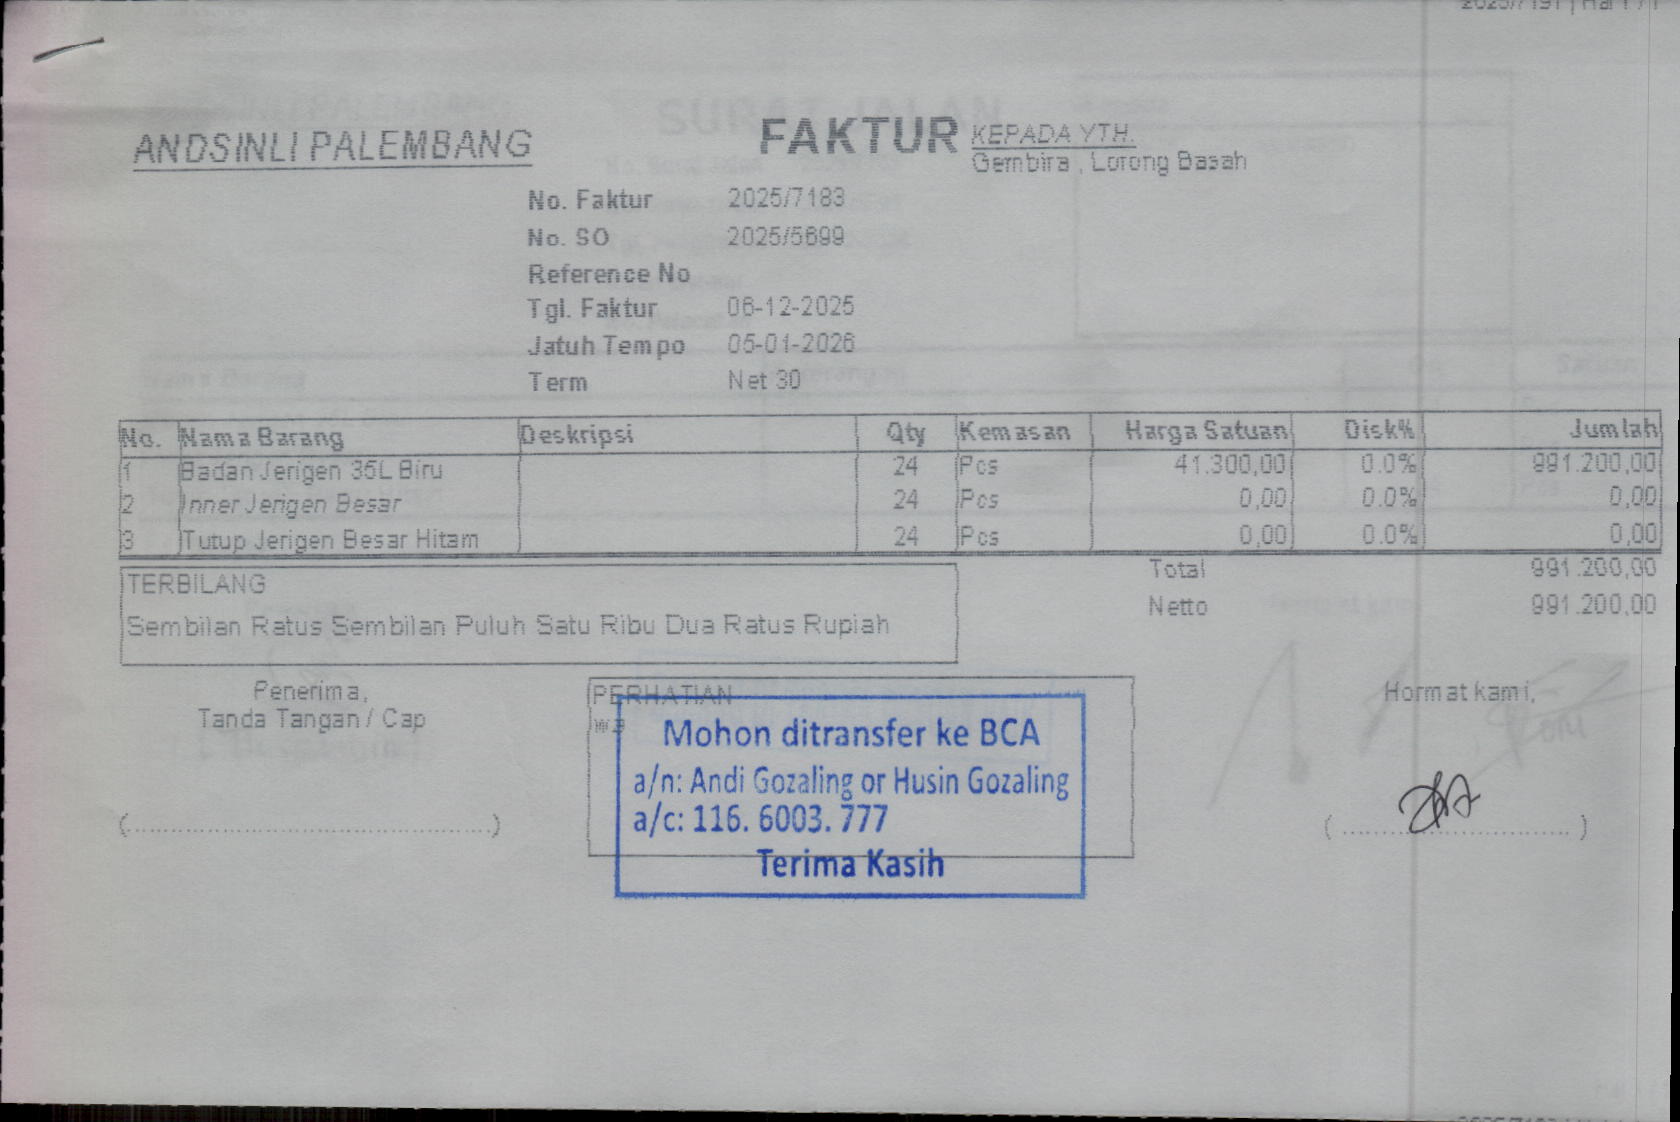 ANDSINLI PALEMBANG
FAKTUR
KEPADA YTH.
Gembira , Lorong Basah
No. Faktur 2025/7183
No. SO 2025/5699
Reference No
Tgl. Faktur 06-12-2025
Jatuh Tempo 05-01-2026
Term Net 30
No. Nama Barang Deskripsi Qty Kemasan Harga Satuan Disk% Jumlah
1 Badan Jerigen 35L Biru 24 Pcs 41.300,00 0.0% 991.200,00
2 Inner Jerigen Besar 24 Pcs 0,00 0.0% 0,00
3 Tutup Jerigen Besar Hitam 24 Pcs 0,00 0.0% 0,00
Total 991.200,00
Netto 991.200,00
TERBILANG
Sembilan Ratus Sembilan Puluh Satu Ribu Dua Ratus Rupiah
Penerima,
Tanda Tangan / Cap
(..........................................)
PERHATIAN
Mohon ditransfer ke BCA
a/n: Andi Gozaling or Husin Gozaling
a/c: 116. 6003. 777
Terima Kasih
Hormat kami,
(..............................)